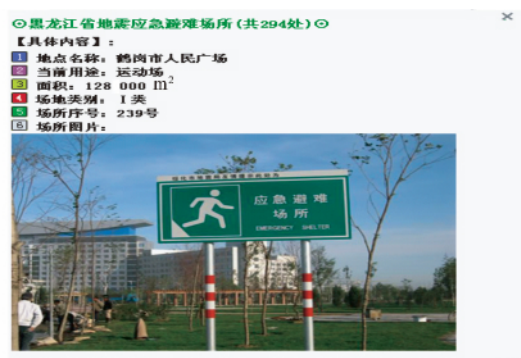 ⊙黑龙江省地震应急避难场所(共294处)⊙
【具体内容】:
1 地点名称: 鹤岗市人民广场
2 当前用途: 运动场
3 面积: 128 000 m²
4 场地类别: I类
5 场所序号: 239号
6 场所图片:
应急避难
场所
EMERGENCY SHELTER